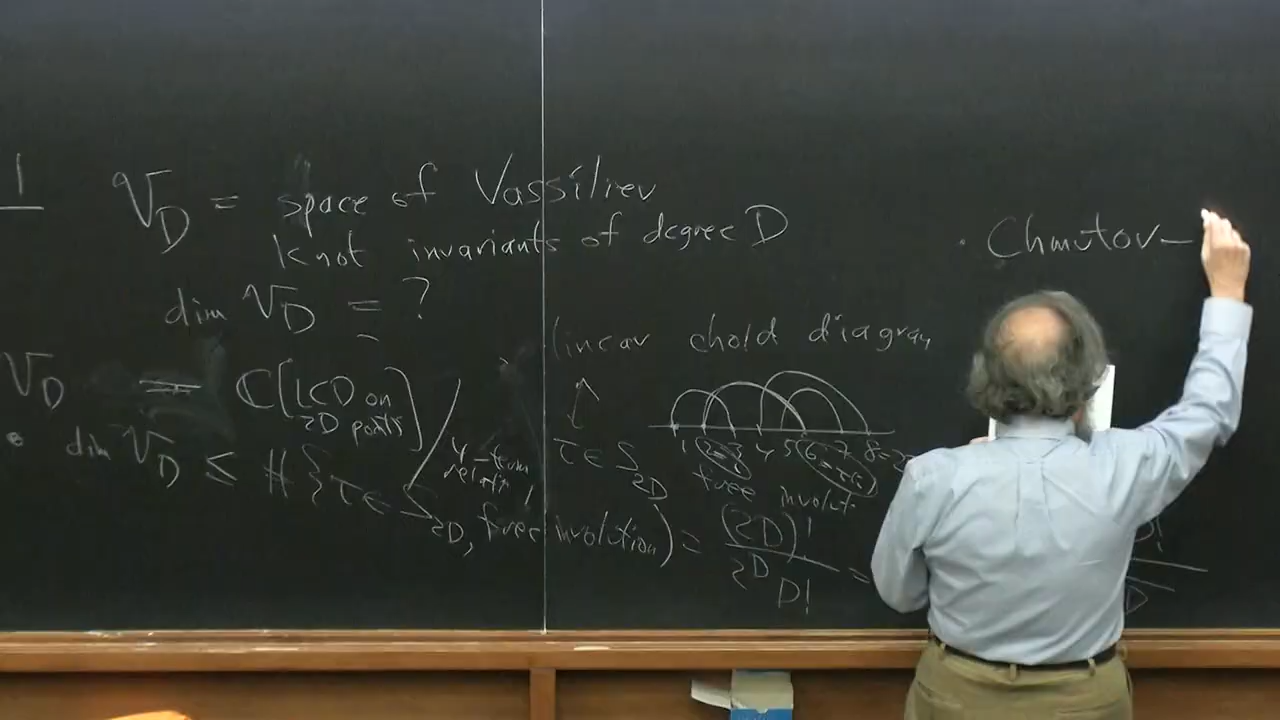 1
V_D = space of Vassiliev
knot invariants of degree D
dim V_D = ?
· Chmutov–
linear chord diagram
V_D = ℂ[LCD on 2D points] / 4-term
1 2 3 4 5 6 7 8 =
τ ∈ S_2D free involuti
• dim V_D ≤ #{τ ∈ S_2D, free involution} = (2D)! / 2^D D! =